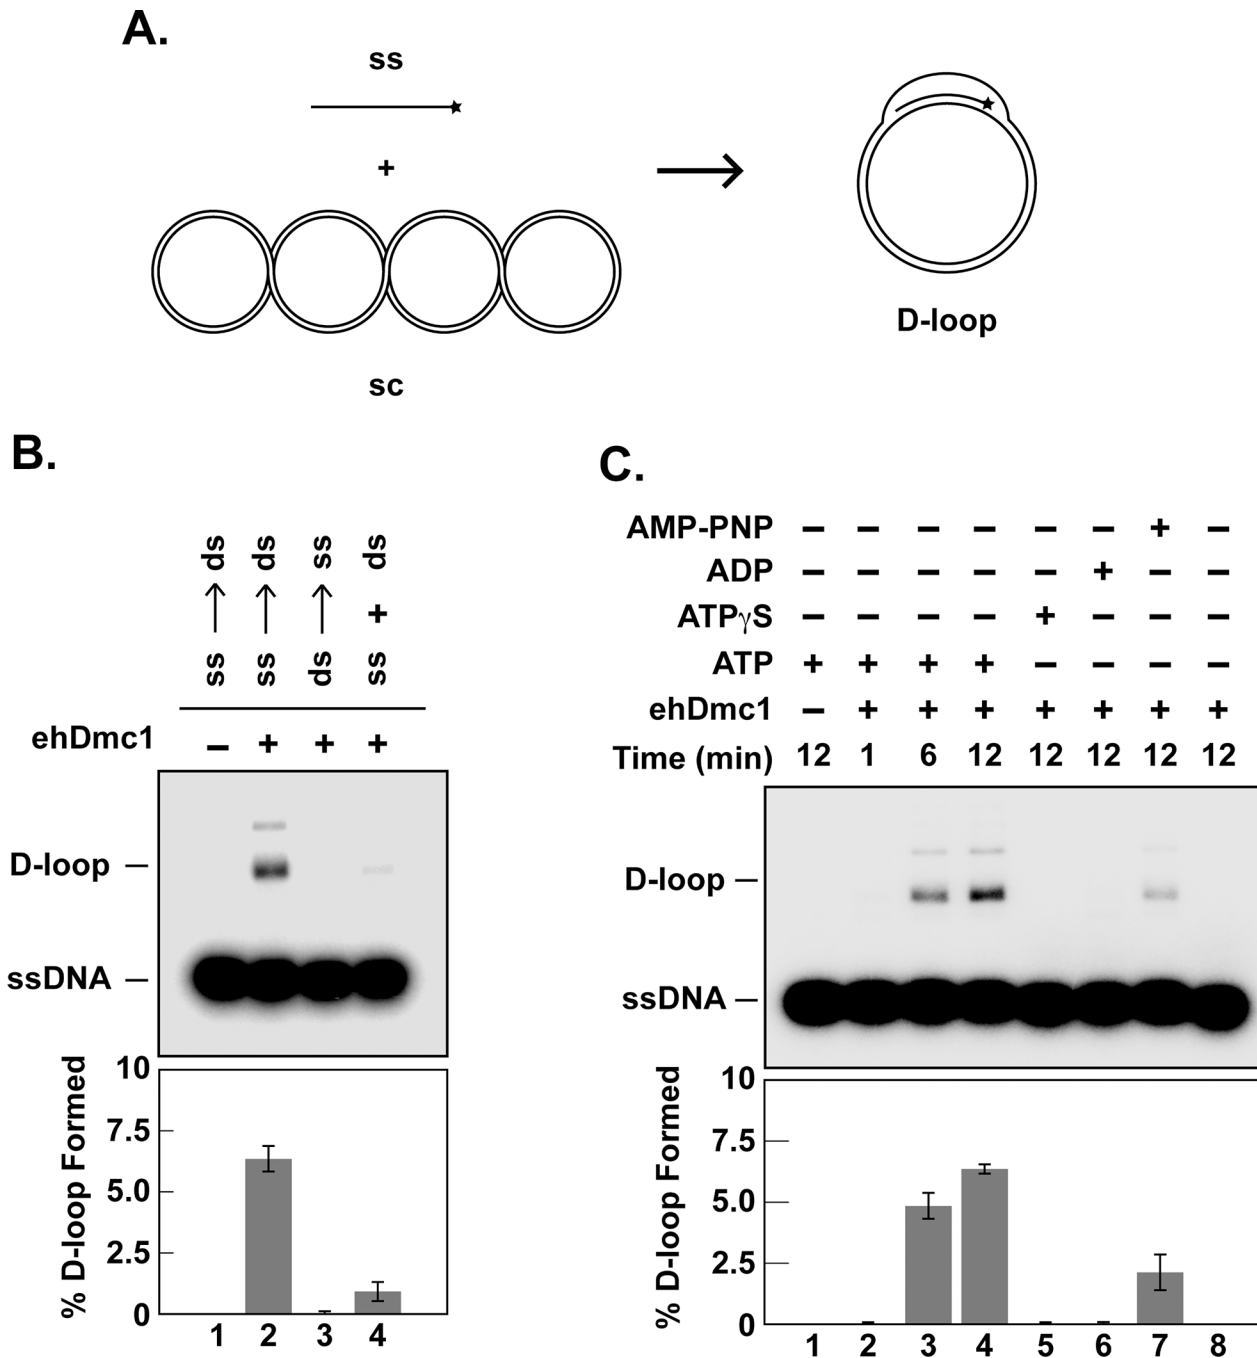 A.
ss
+
sc
D-loop
B.
ss → ds
ss → ds
ds → ss
ss + ds
ehDmc1 – + + +
D-loop
ssDNA
% D-loop Formed
10
7.5
5.0
2.5
0
1 2 3 4
C.
AMP-PNP – – – – – – + –
ADP – – – – – + – –
ATPγS – – – – + – – –
ATP + + + + – – – –
ehDmc1 – + + + + + + +
Time (min) 12 1 6 12 12 12 12 12
D-loop
ssDNA
% D-loop Formed
10
7.5
5.0
2.5
0
1 2 3 4 5 6 7 8